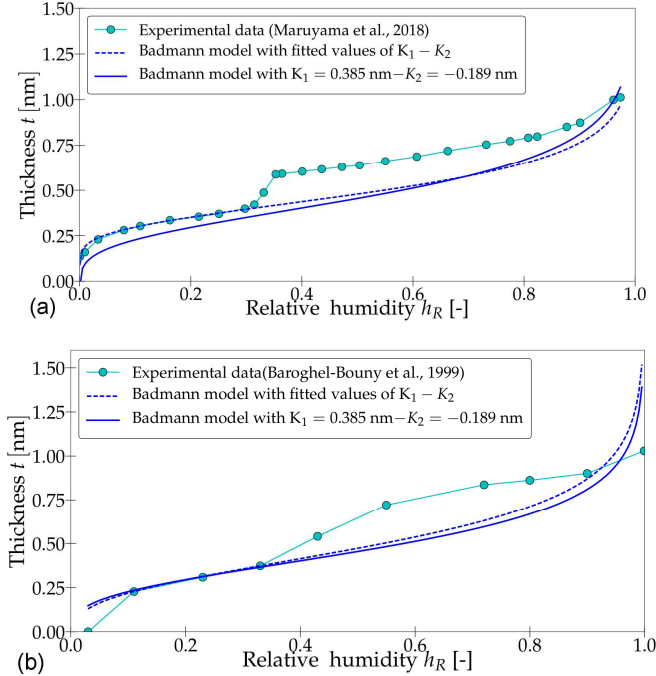 1.50
1.25
1.00
0.75
0.50
0.25
0.00
Thickness t [nm]
Experimental data (Maruyama et al., 2018)
Badmann model with fitted values of K₁ − K₂
Badmann model with K₁ = 0.385 nm−K₂ = −0.189 nm
0.0 0.2 0.4 0.6 0.8 1.0
(a) Relative humidity hR [-]
1.50
1.25
1.00
0.75
0.50
0.25
0.00
Thickness t [nm]
Experimental data(Baroghel-Bouny et al., 1999)
Badmann model with fitted values of K₁ − K₂
Badmann model with K₁ = 0.385 nm−K₂ = −0.189 nm
0.0 0.2 0.4 0.6 0.8 1.0
(b) Relative humidity hR [-]